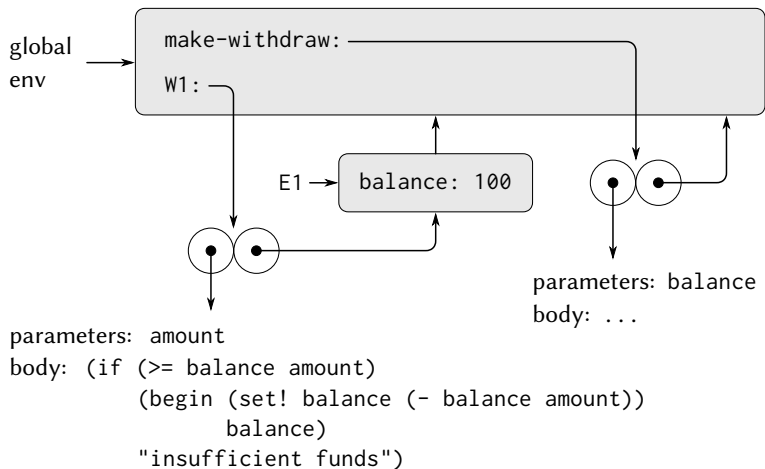 global
env
make-withdraw:
W1:
E1
balance: 100
parameters: balance
body: ...
parameters: amount
body: (if (>= balance amount)
(begin (set! balance (- balance amount))
balance)
"insufficient funds")